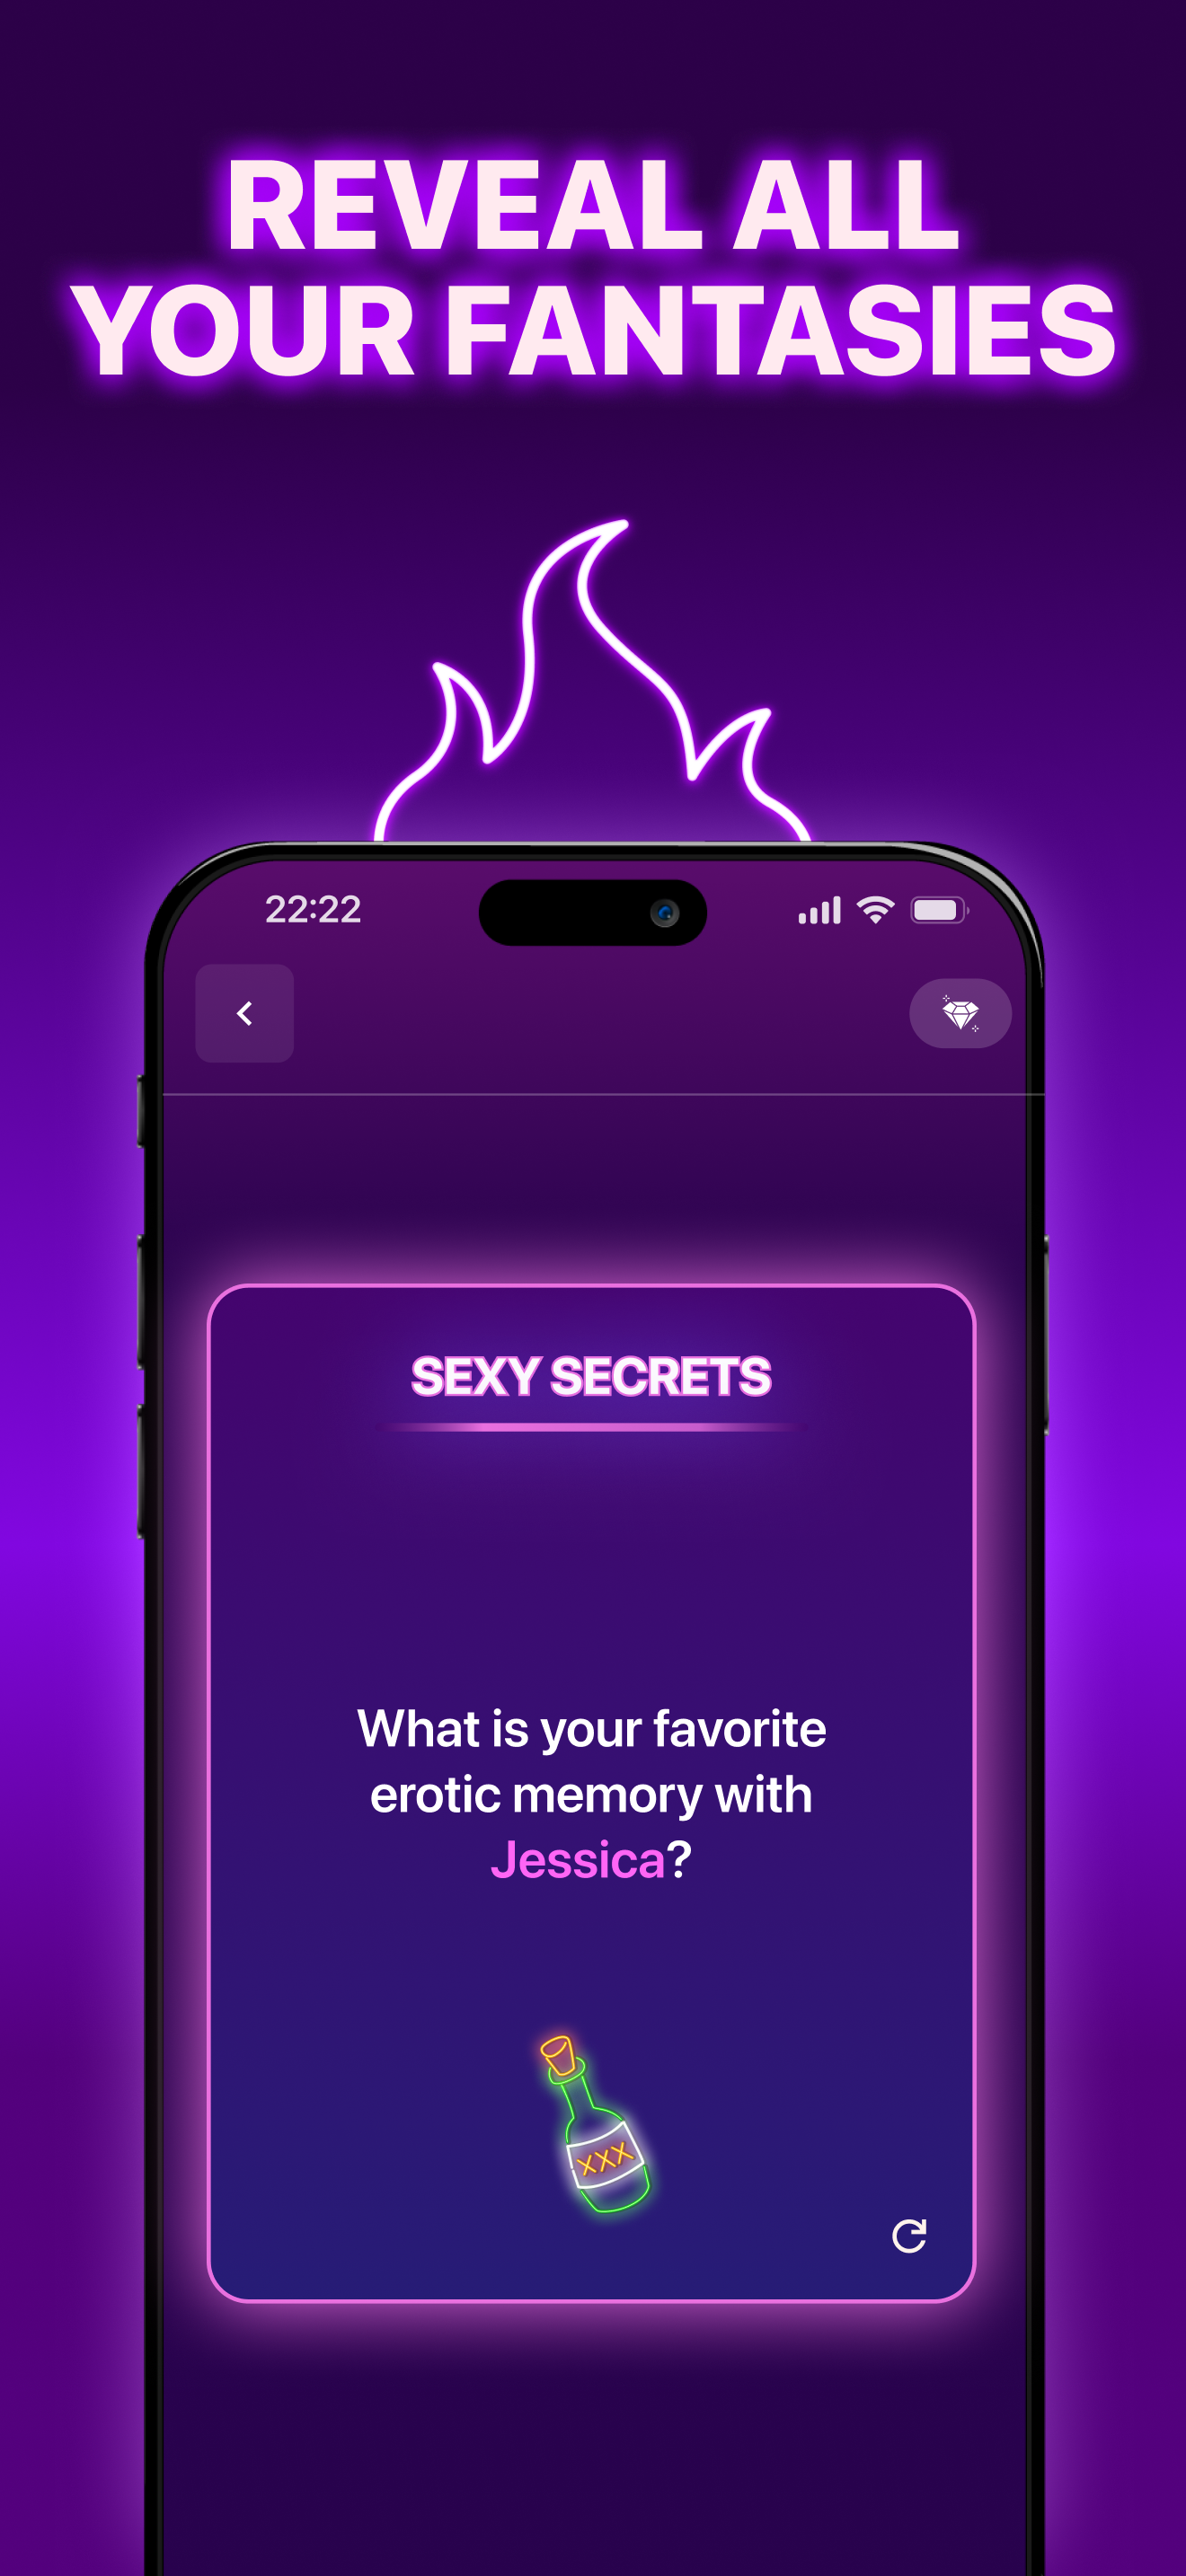 REVEAL ALL
YOUR FANTASIES
22:22
SEXY SECRETS
What is your favorite
erotic memory with
Jessica?
XXX